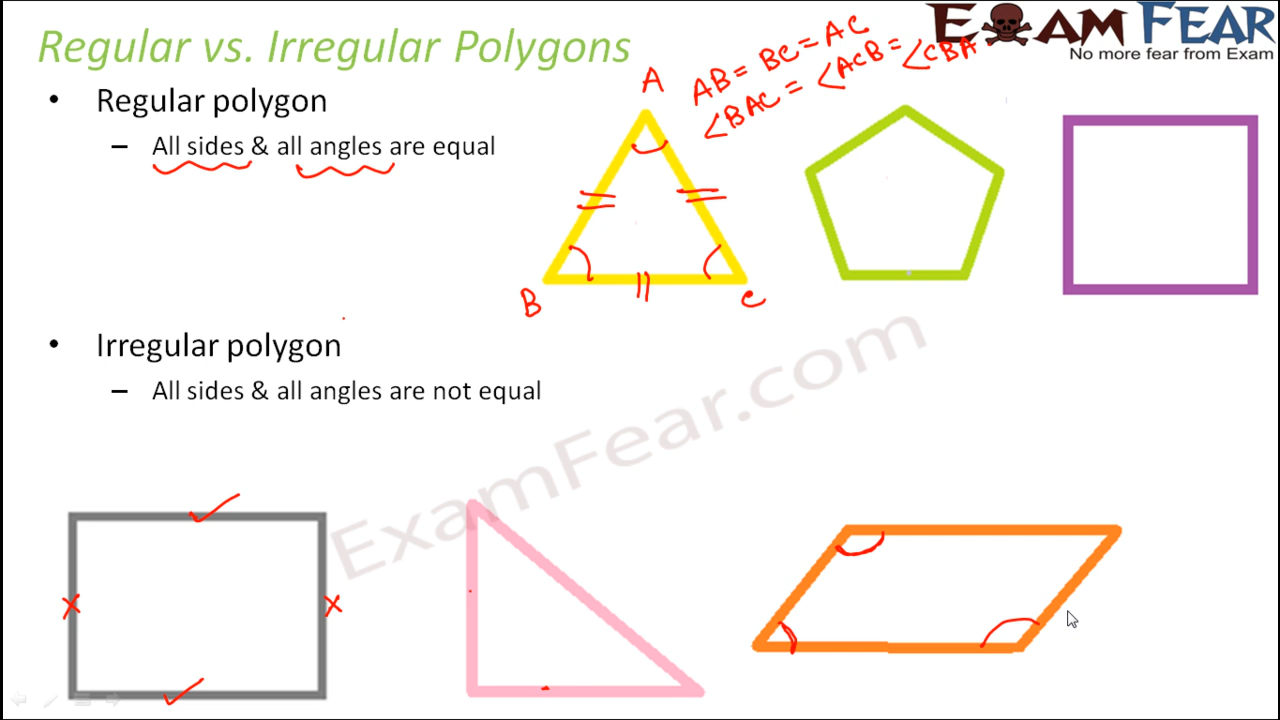 Regular vs. Irregular Polygons
EXAM FEAR
No more fear from Exam
• Regular polygon
– All sides & all angles are equal
A
AB = BC = AC
∠BAC = ∠ACB = ∠CBA
B
C
• Irregular polygon
– All sides & all angles are not equal
ExamFear.com